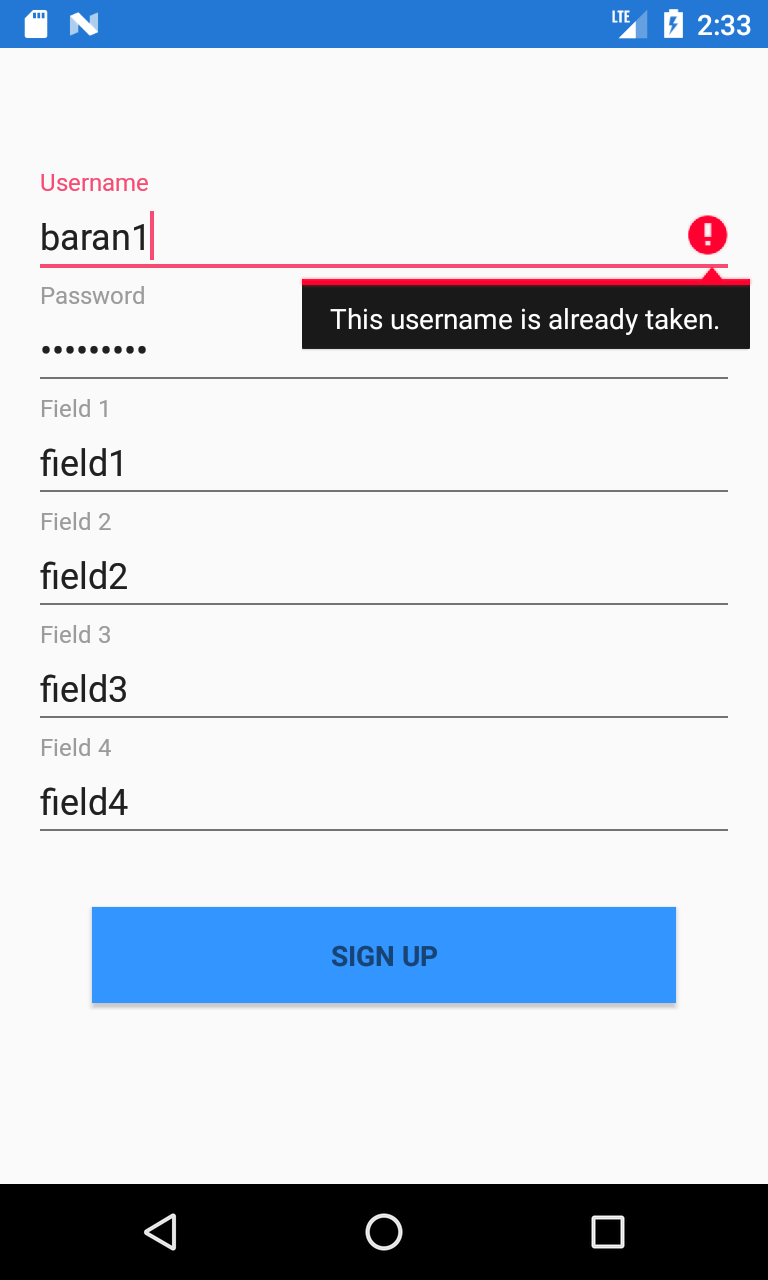 LTE 2:33
Username
baran1
Password
•••••••••
This username is already taken.
Field 1
field1
Field 2
field2
Field 3
field3
Field 4
field4
SIGN UP